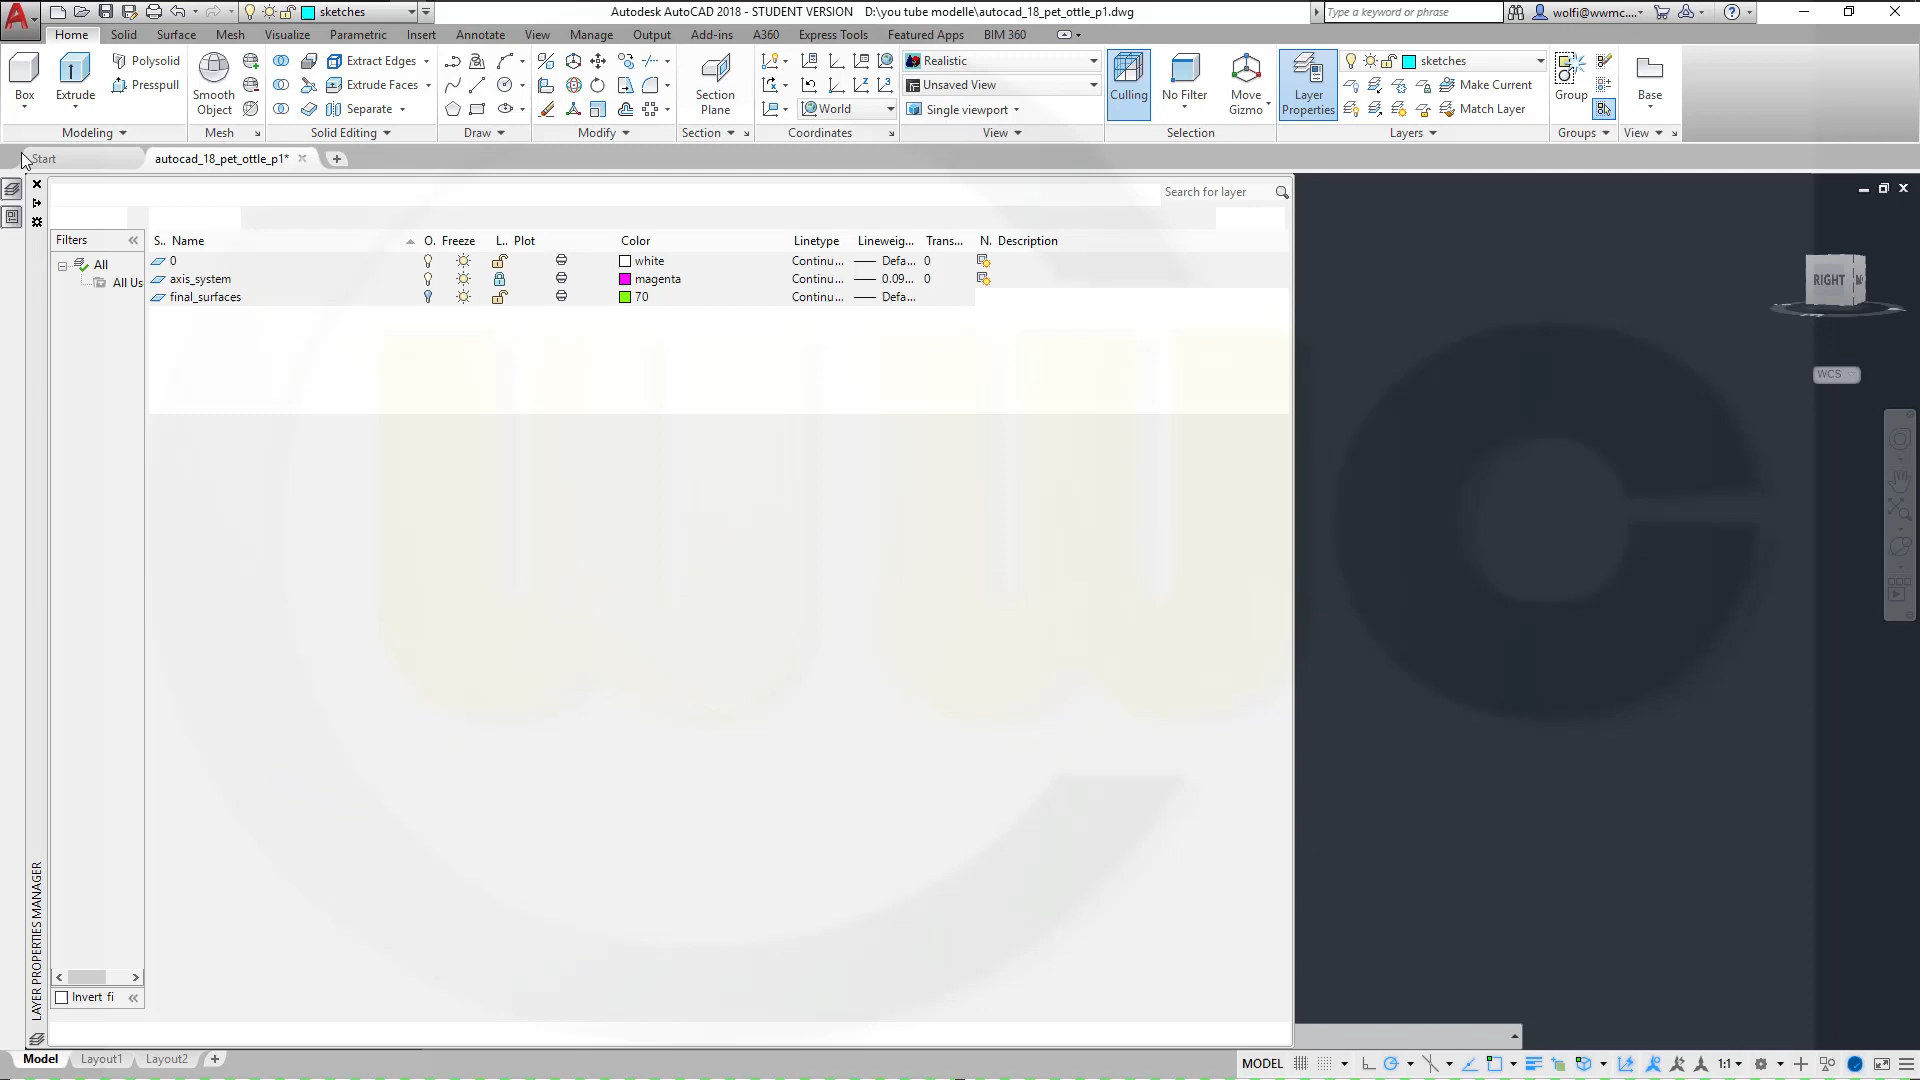 sketches Autodesk AutoCAD 2018 - STUDENT VERSION D:\you tube modelle\autocad_18_pet_ottle_p1.dwg Type a keyword or phrase wolfi@wwmc....
Home Solid Surface Mesh Visualize Parametric Insert Annotate View Manage Output Add-ins A360 Express Tools Featured Apps BIM 360
Polysolid Extract Edges Realistic sketches
Presspull Extrude Faces Unsaved View Make Current
Box Extrude Smooth Object Separate Section Plane World Single viewport Culling No Filter Move Gizmo Layer Properties Match Layer Group Base
Modeling Mesh Solid Editing Draw Modify Section Coordinates View Selection Layers Groups View
Start autocad_18_pet_ottle_p1*
Search for layer
Filters S.. Name O. Freeze L.. Plot Color Linetype Lineweig... Trans... N. Description
All 0 white Continu... Defa... 0
axis_system magenta Continu... 0.09... 0
All Us final_surfaces 70 Continu... Defa...
RIGHT
WCS
LAYER PROPERTIES MANAGER
Invert fi
Model Layout1 Layout2
MODEL 1:1